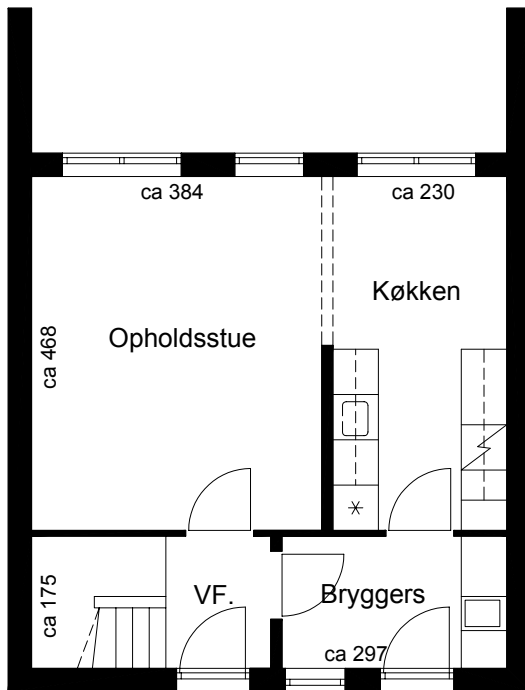 ca 384
ca 230
Køkken
Opholdsstue
ca 468
ca 175
VF.
Bryggers
ca 297